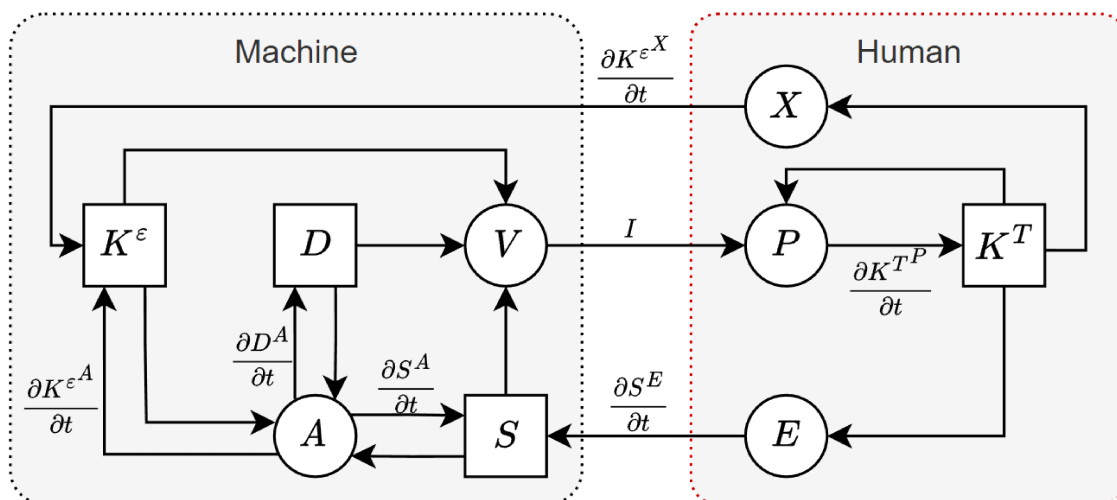 Machine
Human
∂K^{ε^X}/∂t
X
K^ε
D
V
I
P
K^T
∂K^{T^P}/∂t
∂D^A/∂t
∂S^A/∂t
∂S^E/∂t
∂K^{ε^A}/∂t
A
S
E